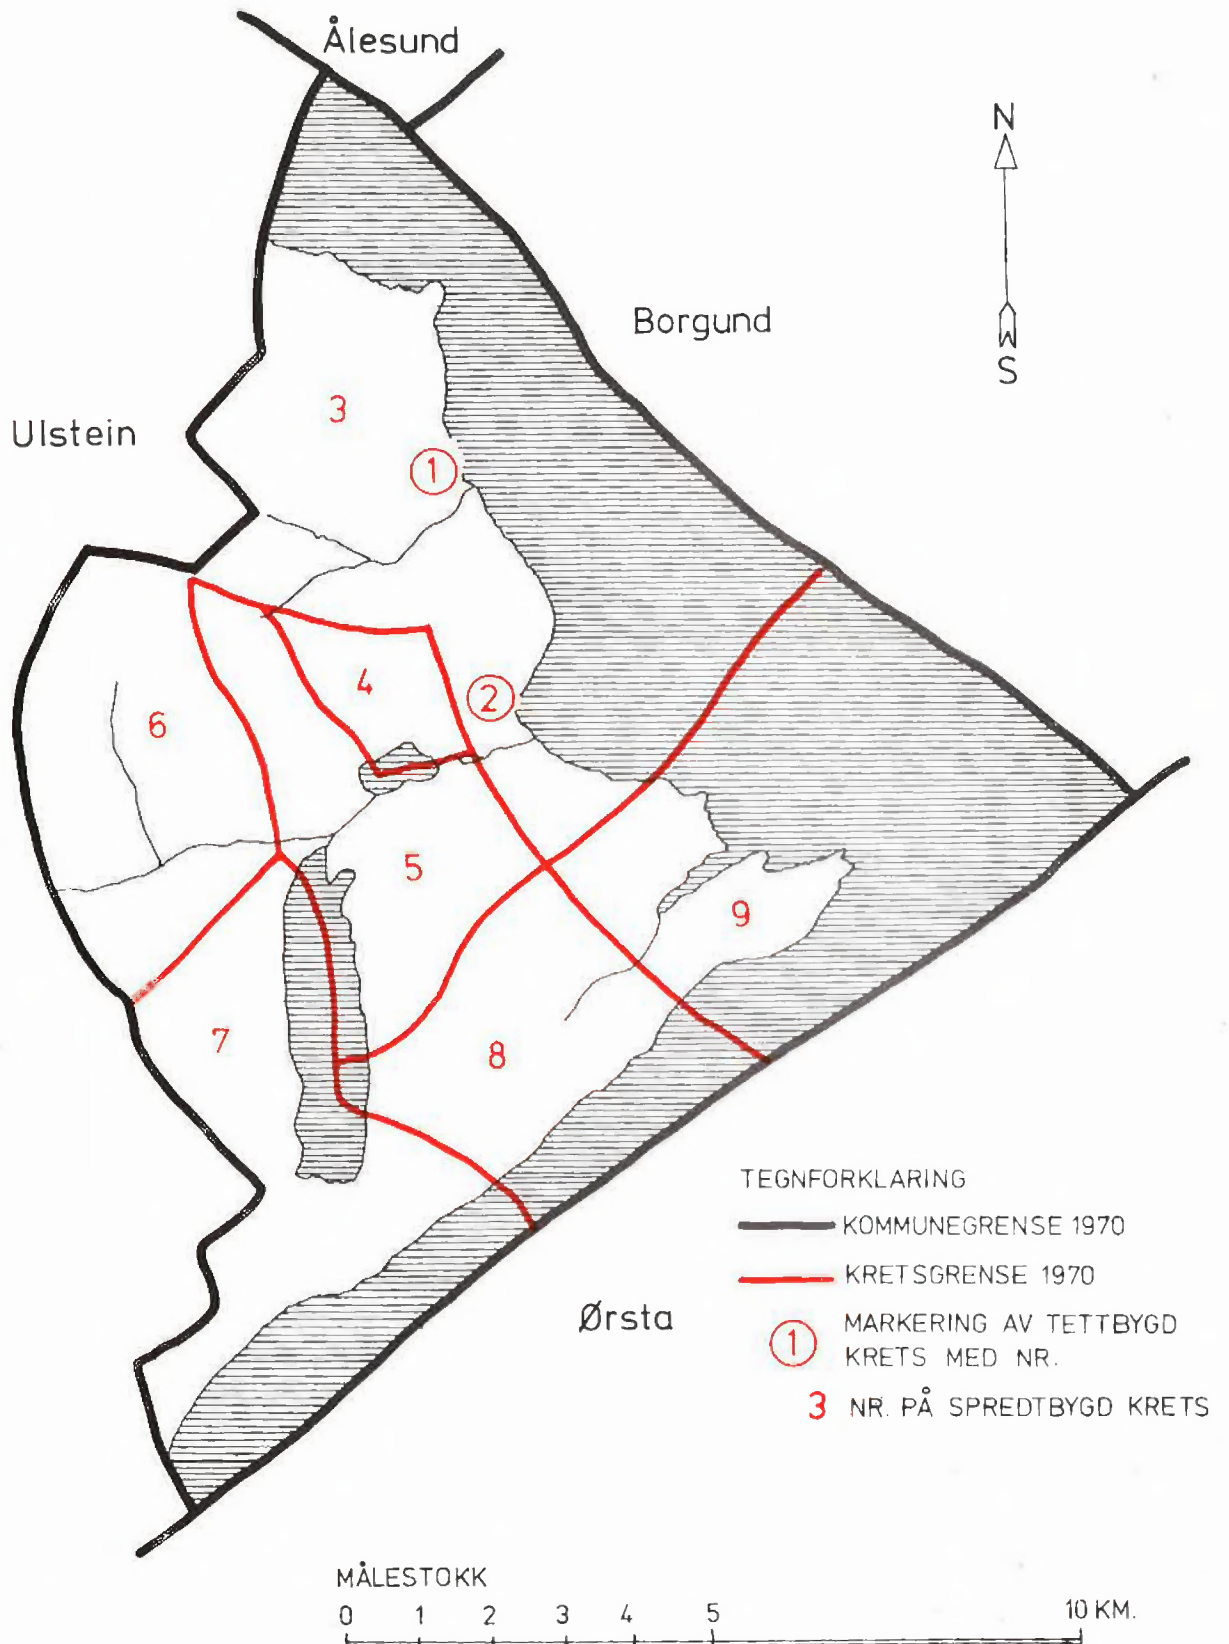 Ålesund
N
Borgund
S
3
Ulstein
1
4
2
6
5
9
7
8
TEGNFORKLARING
KOMMUNEGRENSE 1970
KRETSGRENSE 1970
Ørsta
1 MARKERING AV TETTBYGD
KRETS MED NR.
3 NR. PÅ SPREDTBYGD KRETS
MÅLESTOKK
0 1 2 3 4 5 10 KM.